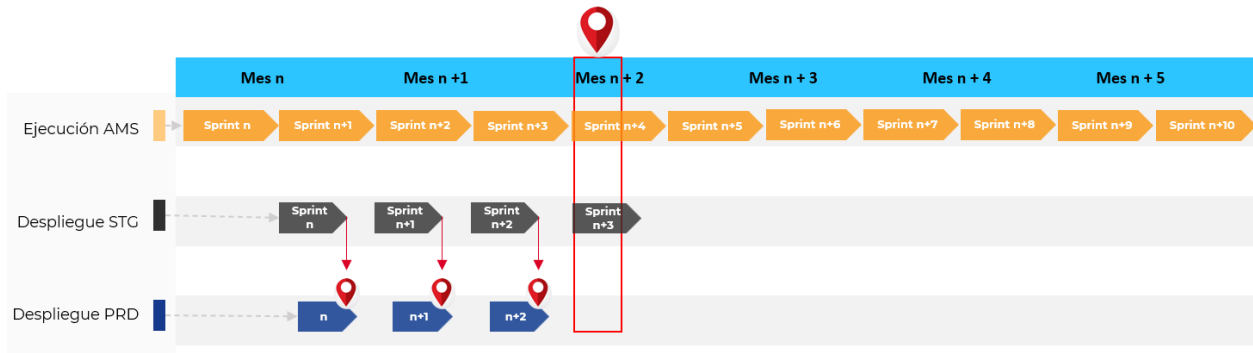 Mes n
Mes n +1
Mes n + 2
Mes n + 3
Mes n + 4
Mes n + 5
Ejecución AMS
Sprint n
Sprint n+1
Sprint n+2
Sprint n+3
Sprint n+4
Sprint n+5
Sprint n+6
Sprint n+7
Sprint n+8
Sprint n+9
Sprint n+10
Despliegue STG
Sprint
n
Sprint
n+1
Sprint
n+2
Sprint
n+3
Despliegue PRD
n
n+1
n+2